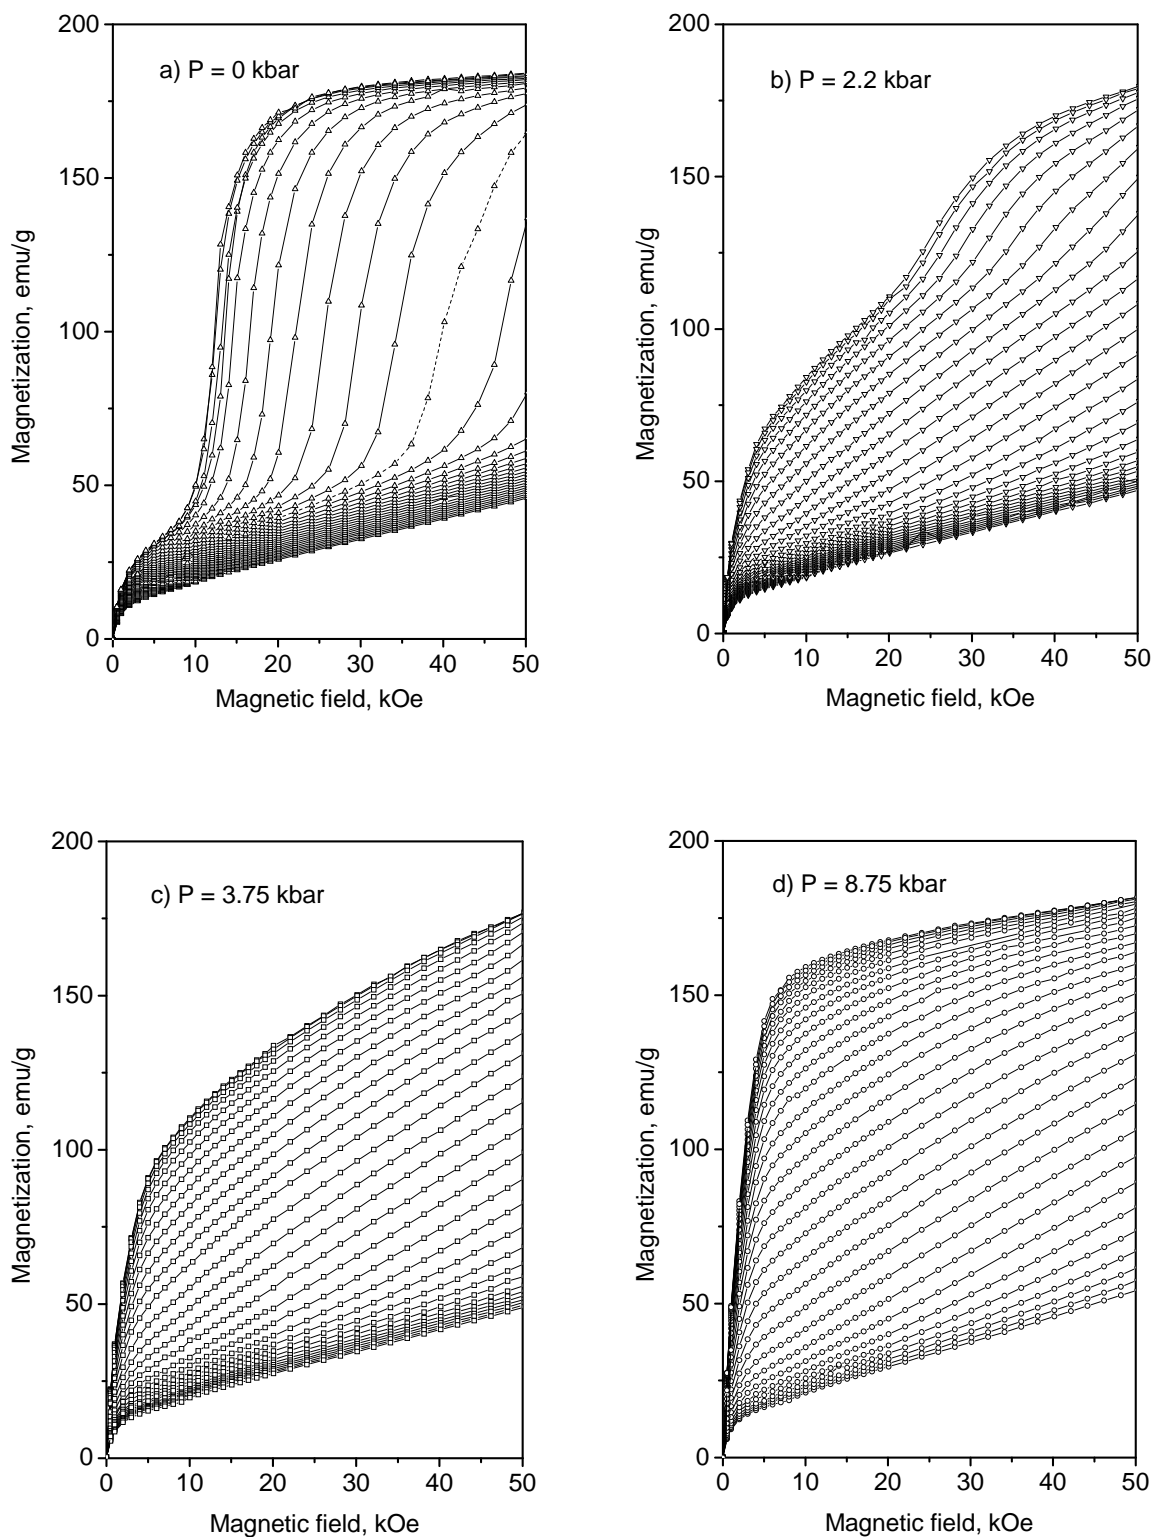 a) P = 0 kbar
Magnetization, emu/g
200
150
100
50
0
0 10 20 30 40 50
Magnetic field, kOe
b) P = 2.2 kbar
Magnetization, emu/g
200
150
100
50
0
0 10 20 30 40 50
Magnetic field, kOe
c) P = 3.75 kbar
Magnetization, emu/g
200
150
100
50
0
0 10 20 30 40 50
Magnetic field, kOe
d) P = 8.75 kbar
Magnetization, emu/g
200
150
100
50
0
0 10 20 30 40 50
Magnetic field, kOe